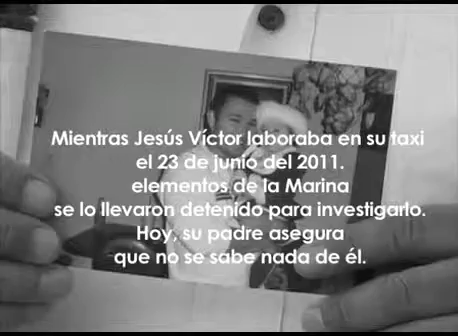 Mientras Jesús Víctor laboraba en su taxi
el 23 de junio del 2011.
elementos de la Marina
se lo llevaron detenido para investigarlo.
Hoy, su padre asegura
que no se sabe nada de él.